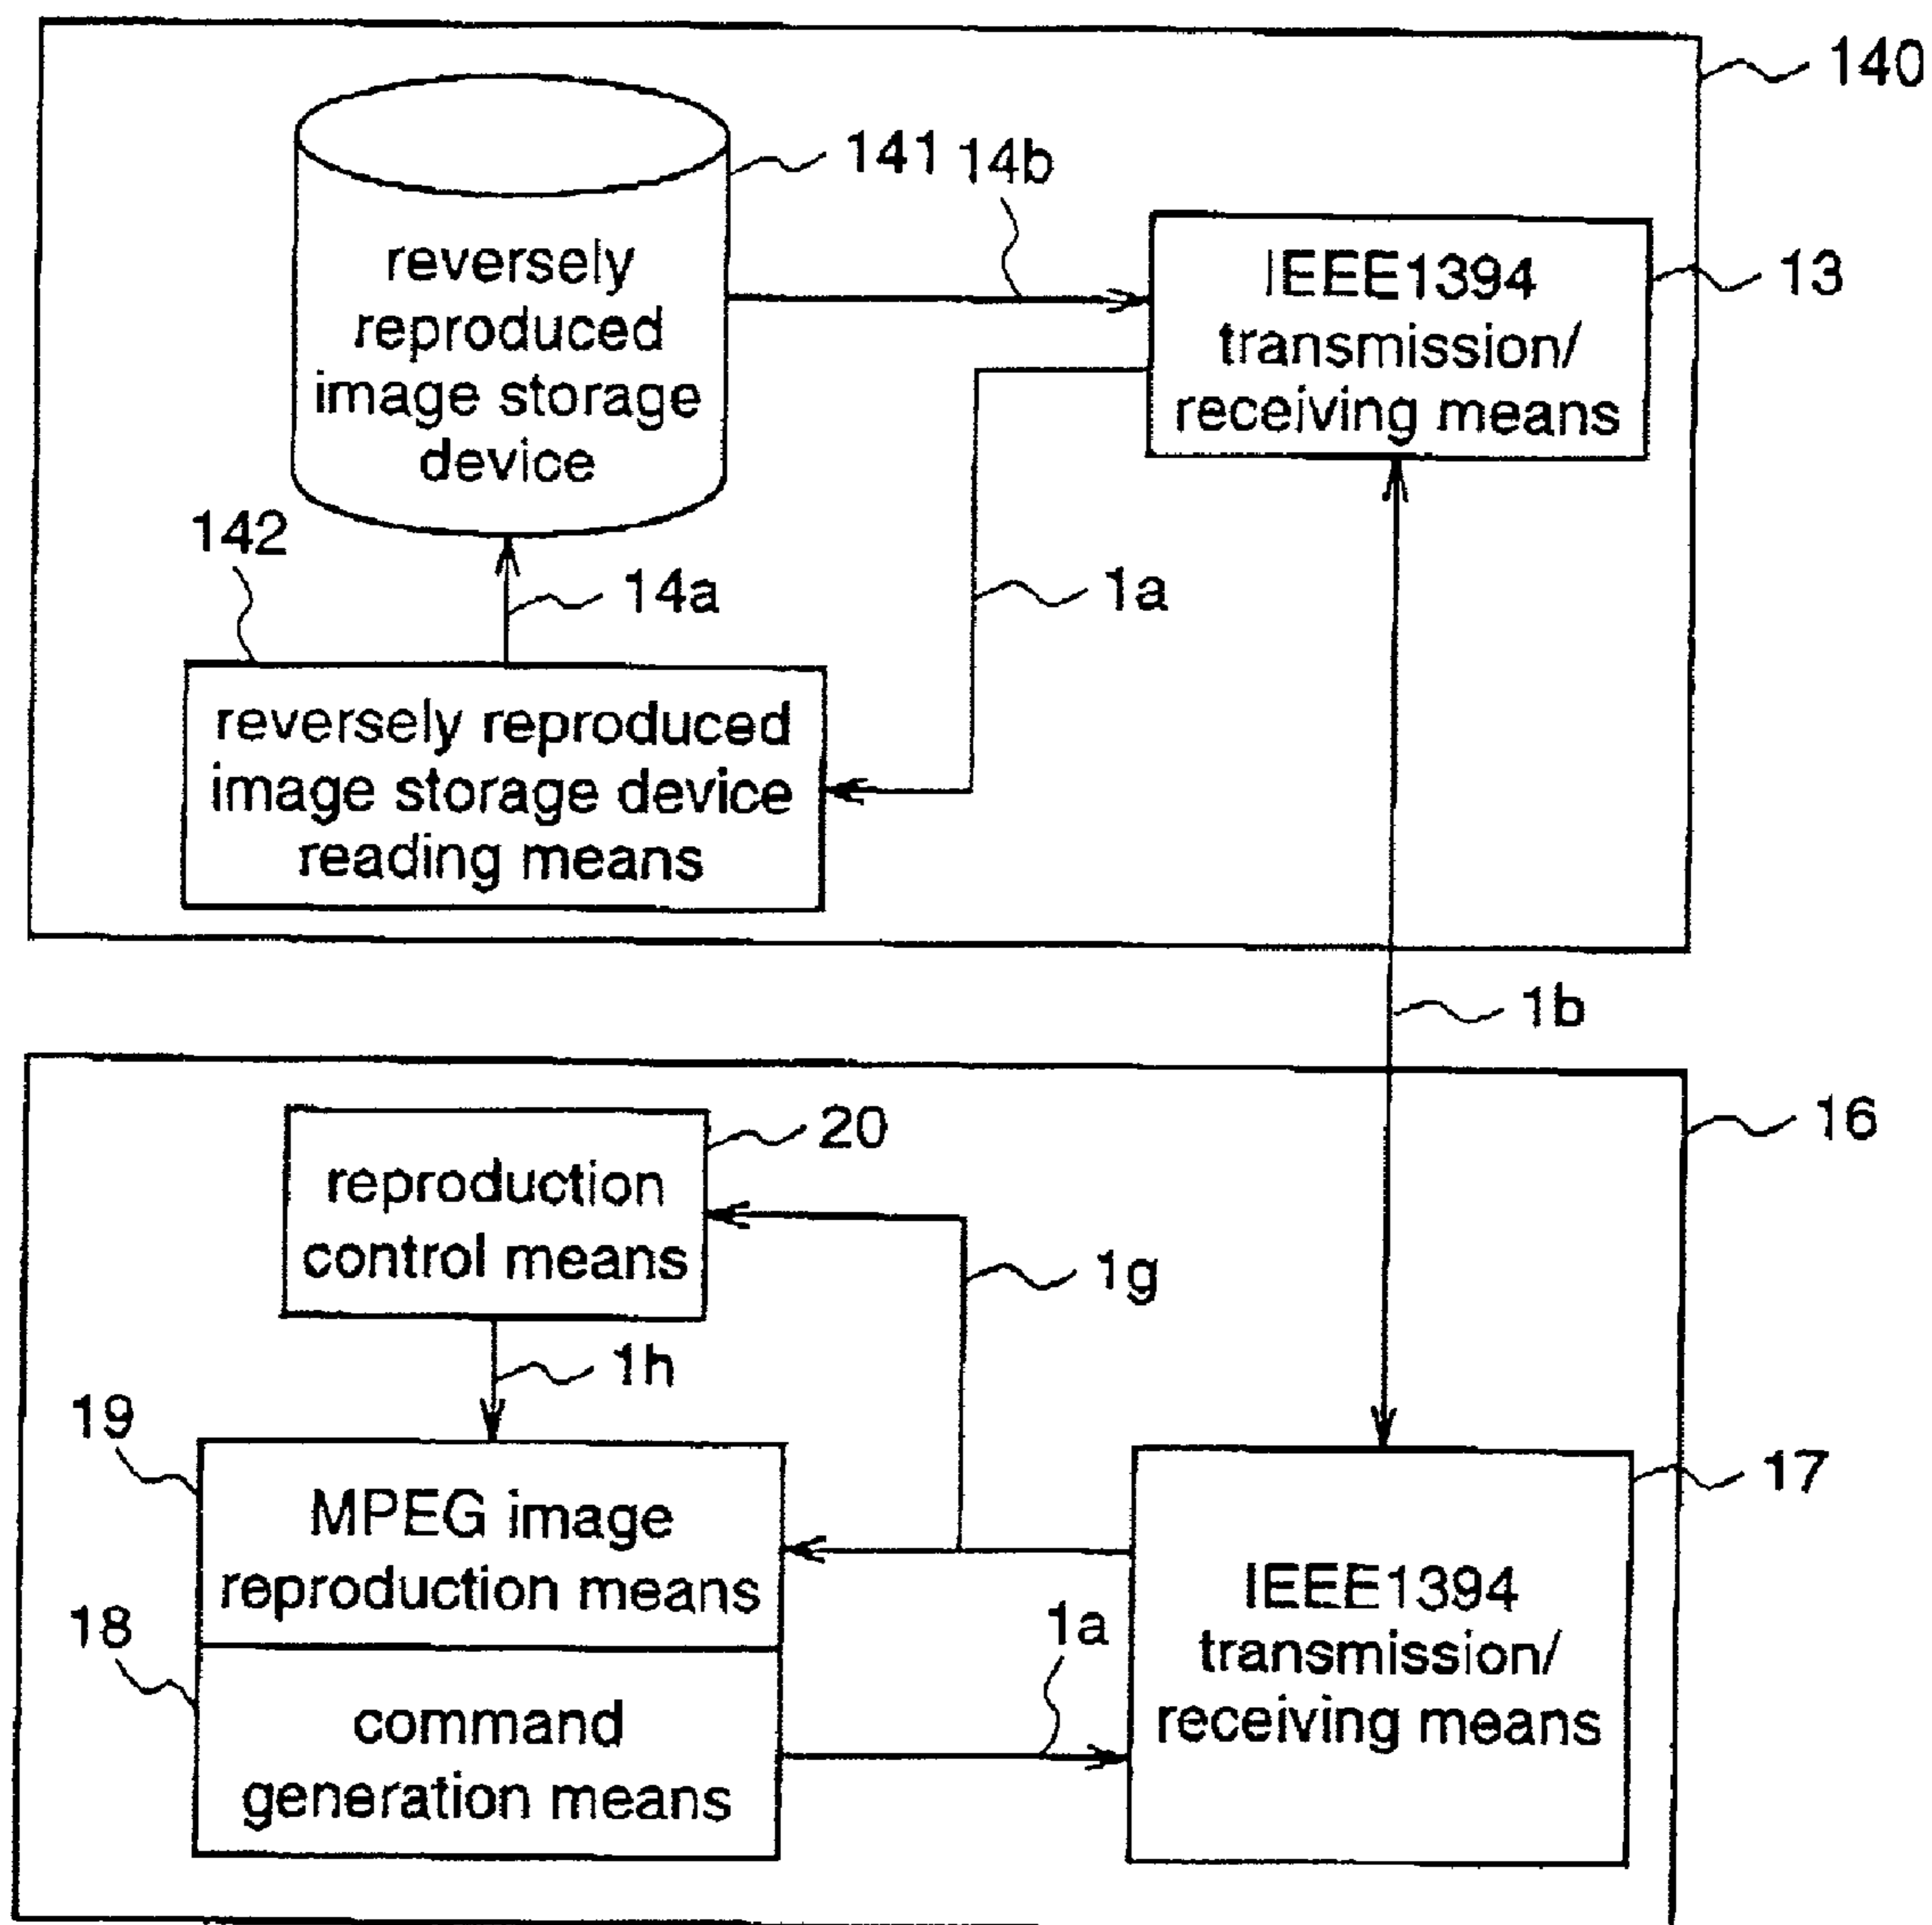 140
141
14b
reversely
reproduced
image storage
device
IEEE1394
transmission/
receiving means
13
142
14a
1a
reversely reproduced
image storage device
reading means
1b
16
20
reproduction
control means
1g
1h
19
MPEG image
reproduction means
17
IEEE1394
transmission/
receiving means
18
1a
command
generation means